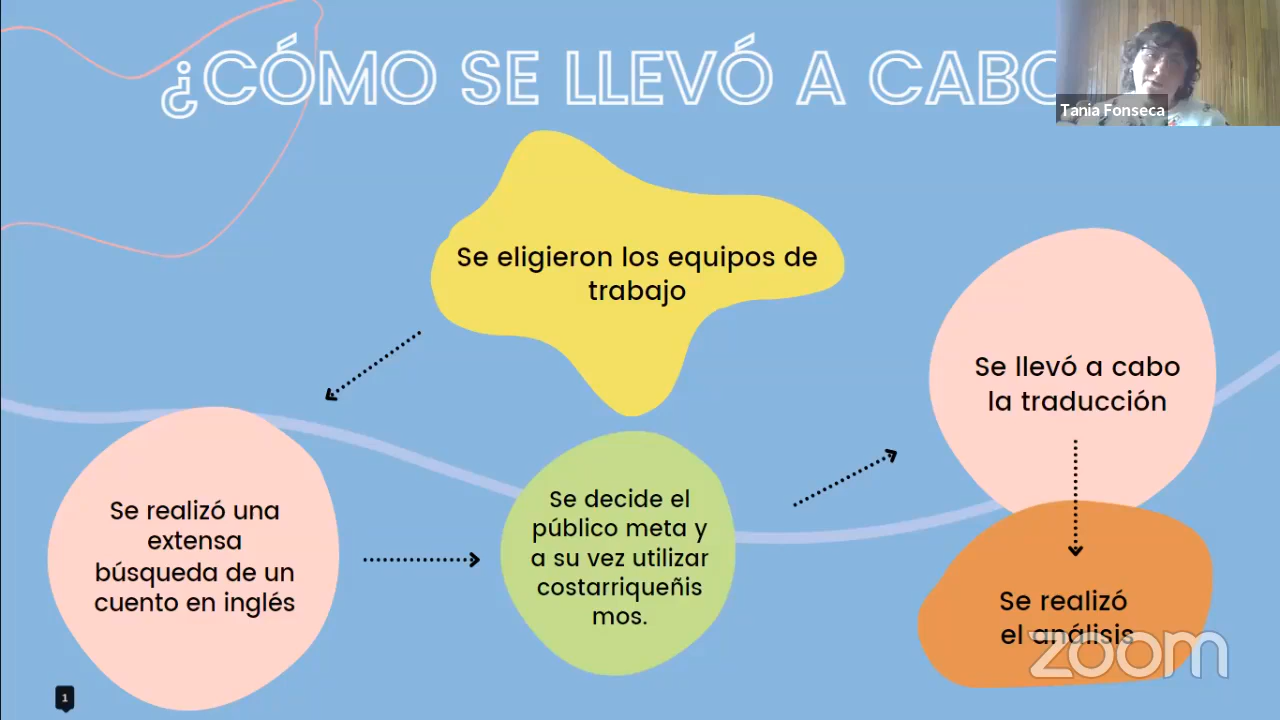 ¿CÓMO SE LLEVÓ A CABO
Tania Fonseca
Se eligieron los equipos de
trabajo
Se realizó una
extensa
búsqueda de un
cuento en inglés
Se decide el
público meta y
a su vez utilizar
costarriqueñis
mos.
Se llevó a cabo
la traducción
Se realizó
el análisis
zoom
1